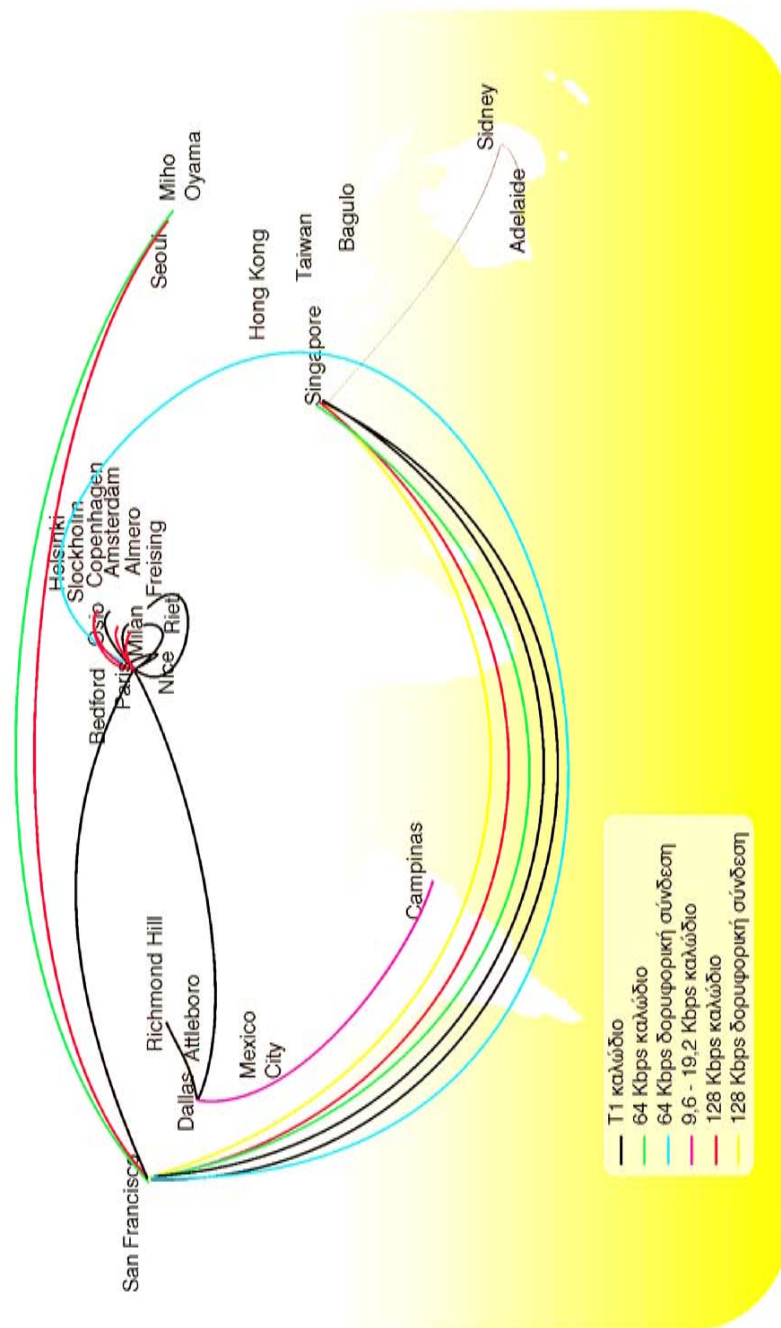 Helsinki
Slockholm
Copenhagen
Amsterdam
Almero
Freising
Oslo
Milan
Riet
Bedford
Paris
Nice
Seoul
Miho
Oyama
Hong Kong
Taiwan
Bagulo
Singapore
Sidney
Adelaide
San Francisco
Richmond Hill
Dallas
Attleboro
Mexico
City
Campinas
T1 καλώδιο
64 Kbps καλώδιο
64 Kbps δορυφορική σύνδεση
9,6 - 19,2 Kbps καλώδιο
128 Kbps καλώδιο
128 Kbps δορυφορική σύνδεση